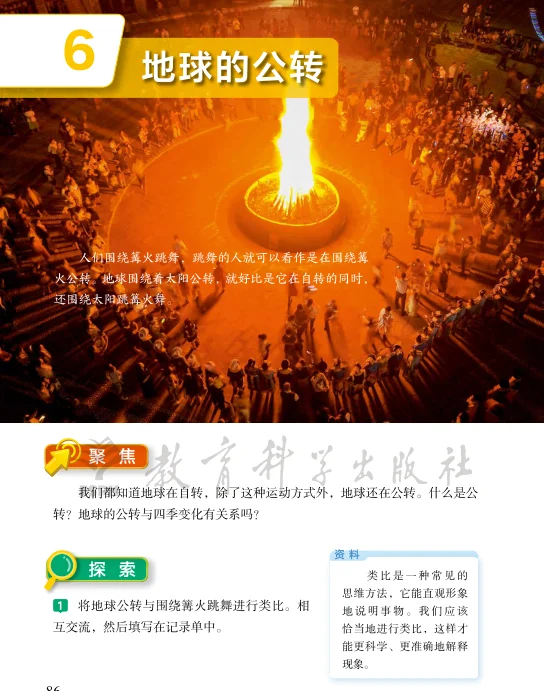 6
地球的公转
人们围绕篝火跳舞，跳舞的人就可以看作是在围绕篝
火公转。地球围绕着太阳公转，就好比是它在自转的同时，
还围绕太阳跳篝火舞。
聚焦
教育科学出版社
我们都知道地球在自转，除了这种运动方式外，地球还在公转。什么是公
转？地球的公转与四季变化有关系吗？
探索
1 将地球公转与围绕篝火跳舞进行类比。相
互交流，然后填写在记录单中。
资料
类比是一种常见的
思维方法，它能直观形象
地说明事物。我们应该
恰当地进行类比，这样才
能更科学、更准确地解释
现象。
86